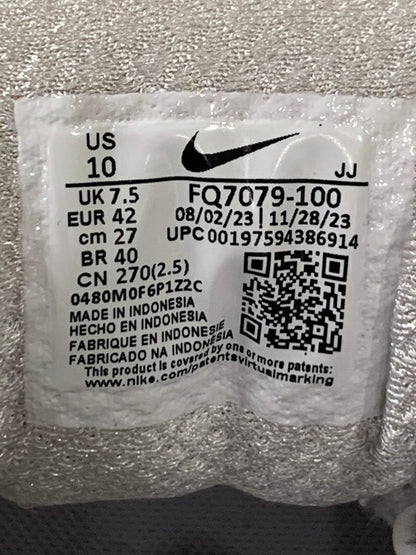 US
10
JJ
UK 7.5
FQ7079-100
EUR 42
08/02/23 | 11/28/23
cm 27
UPC 00197594386914
BR 40
CN 270(2.5)
0480M0F6P1Z2C
MADE IN INDONESIA
HECHO EN INDONESIA
FABRIQUE EN INDONESIA
FABRICADO NA INDONESIA
This product is covered by one or more patents:
www.nike.com/patentsvirtualmarking